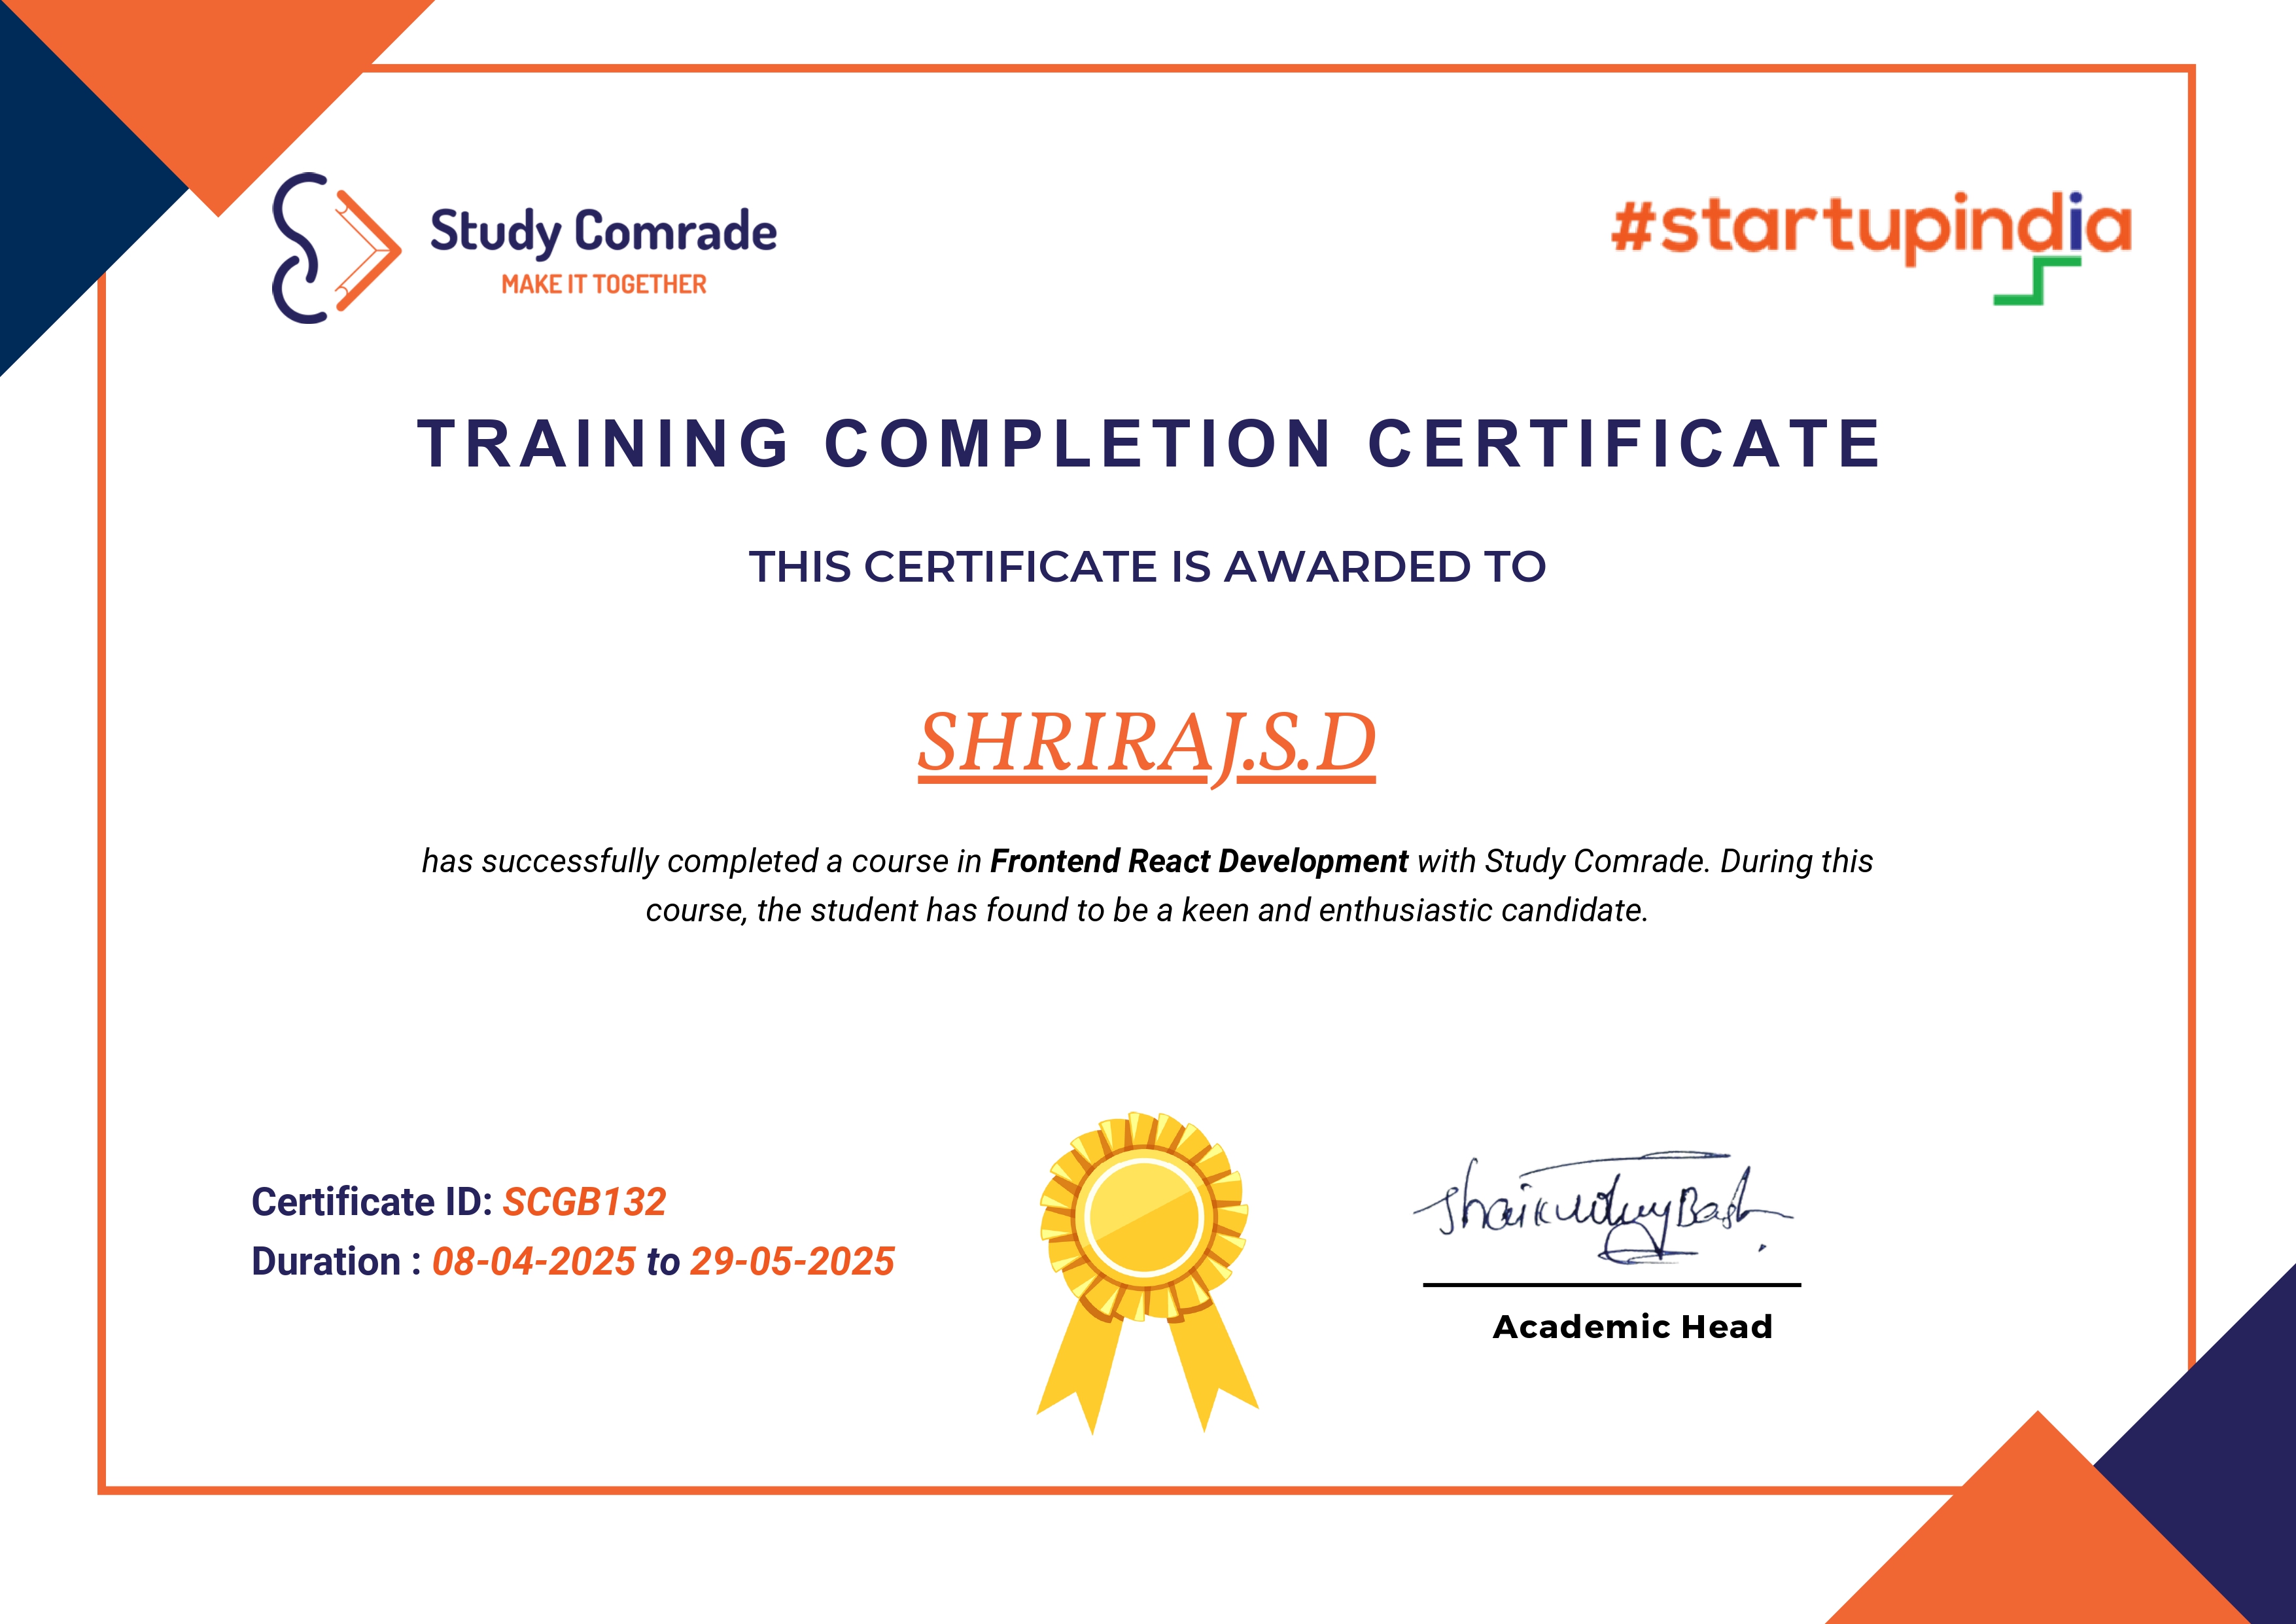 Study Comrade
MAKE IT TOGETHER
#startupindia
TRAINING COMPLETION CERTIFICATE
THIS CERTIFICATE IS AWARDED TO
SHRIRAJ.S.D
has successfully completed a course in Frontend React Development with Study Comrade. During this
course, the student has found to be a keen and enthusiastic candidate.
Certificate ID: SCGB132
Duration : 08-04-2025 to 29-05-2025
Academic Head